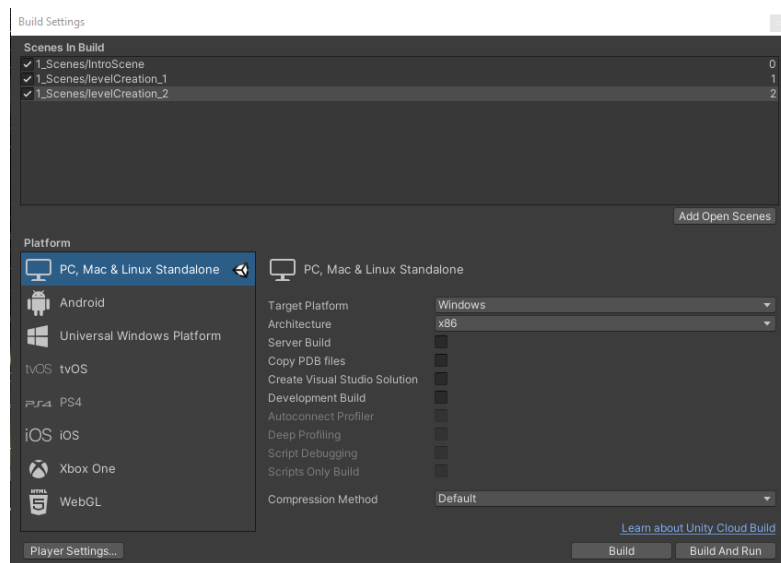 Build Settings
Scenes In Build
1_Scenes/IntroScene 0
1_Scenes/levelCreation_1 1
1_Scenes/levelCreation_2 2
Add Open Scenes
Platform
PC, Mac & Linux Standalone
Android
Universal Windows Platform
tvOS tvOS
PS4 PS4
iOS iOS
Xbox One
HTML 5 WebGL
PC, Mac & Linux Standalone
Target Platform Windows
Architecture x86
Server Build
Copy PDB files
Create Visual Studio Solution
Development Build
Autoconnect Profiler
Deep Profiling
Script Debugging
Scripts Only Build
Compression Method Default
Learn about Unity Cloud Build
Player Settings... Build Build And Run